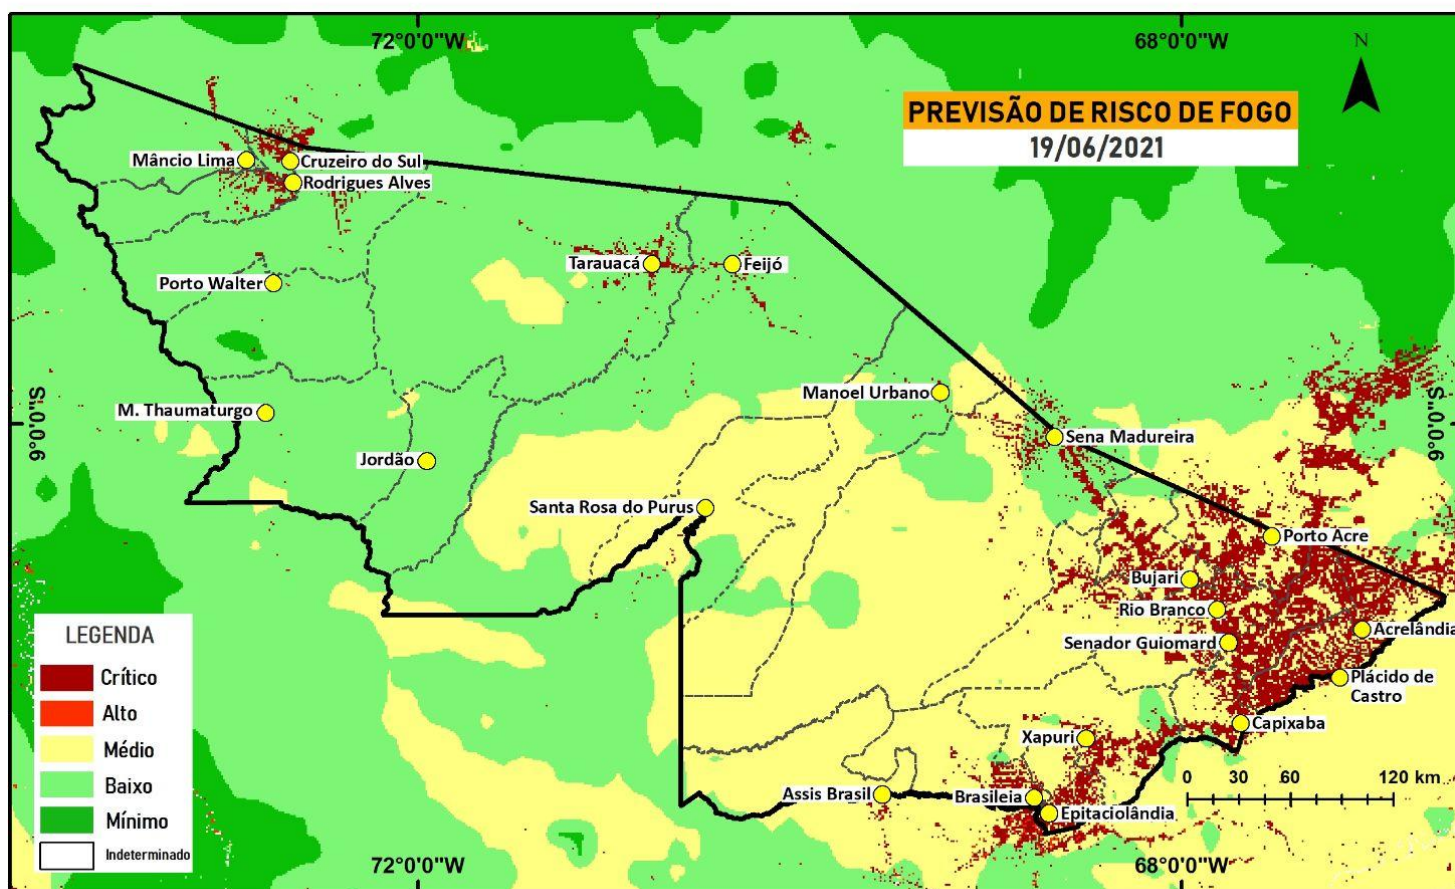 72°0'0"W
68°0'0"W
N
PREVISÃO DE RISCO DE FOGO
19/06/2021
Mâncio Lima
Cruzeiro do Sul
Rodrigues Alves
Tarauacá
Feijó
Porto Walter
Manoel Urbano
M. Thaumaturgo
9°0'0"S
9°0'0"S
Sena Madureira
Jordão
Santa Rosa do Purus
Porto Acre
Bujari
Rio Branco
Acrelândia
Senador Guiomard
Plácido de
Castro
Capixaba
Xapuri
Assis Brasil
Brasileia
Epitaciolândia
0 30 60 120 km
LEGENDA
Crítico
Alto
Médio
Baixo
Mínimo
Indeterminado
72°0'0"W
68°0'0"W